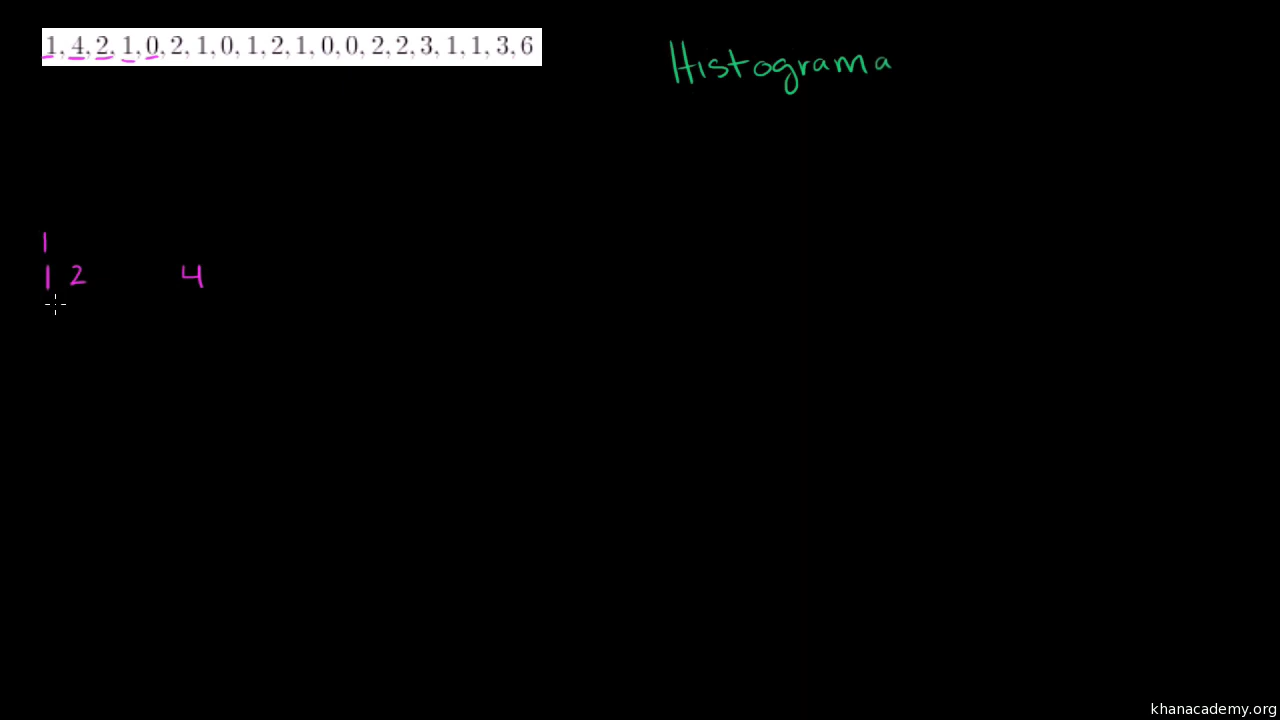 1, 4, 2, 1, 0, 2, 1, 0, 1, 2, 1, 0, 0, 2, 2, 3, 1, 1, 3, 6
Histograma
1
1 2 4
khanacademy.org